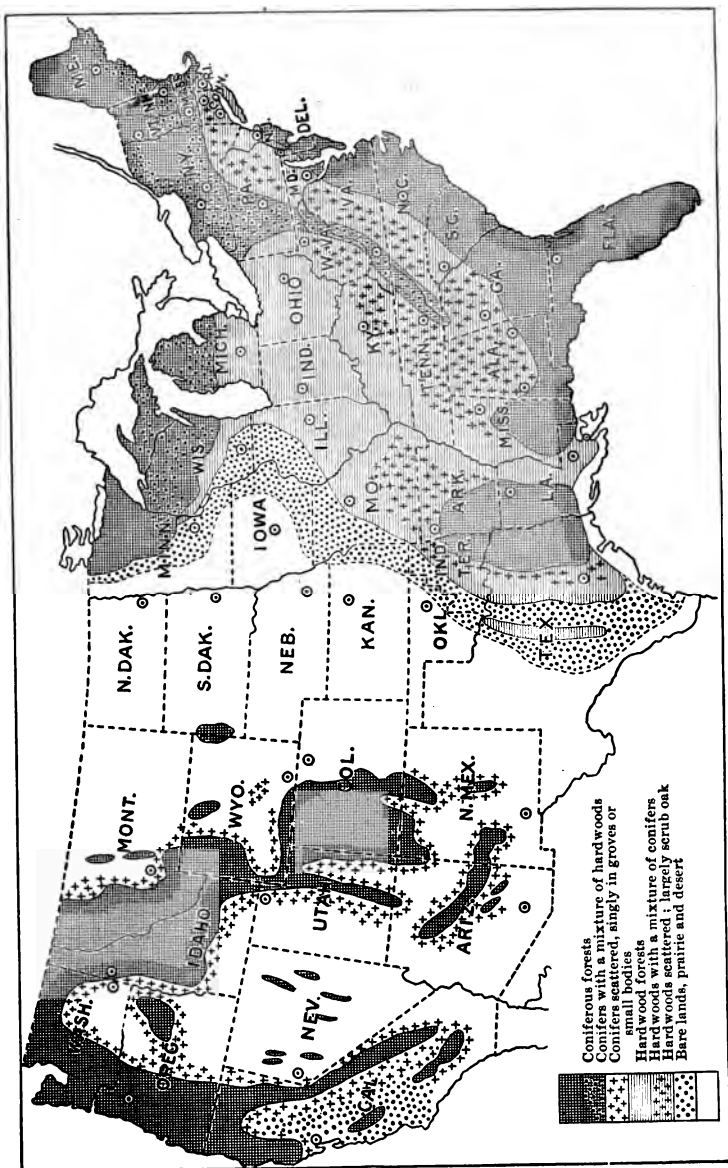 WASH.
OREG.
CAL.
NEV.
IDAHO
MONT.
WYO.
UTAH
COL.
ARIZ.
N. MEX.
N. DAK.
S. DAK.
NEB.
KAN.
OKL.
TEX.
MINN.
IOWA
MO.
ARK.
IND.
TER.
LA.
WIS.
ILL.
MICH.
IND.
OHIO
KY.
TENN.
MISS.
ALA.
GA.
FLA.
S.C.
N.C.
VA.
W. VA.
MD.
DEL.
PA.
N.Y.
ME.
Coniferous forests
Conifers with a mixture of hardwoods
Conifers scattered, singly in groves or
small bodies
Hardwood forests
Hardwoods with a mixture of conifers
Hardwoods scattered ; largely scrub oak
Bare lands, prairie and desert